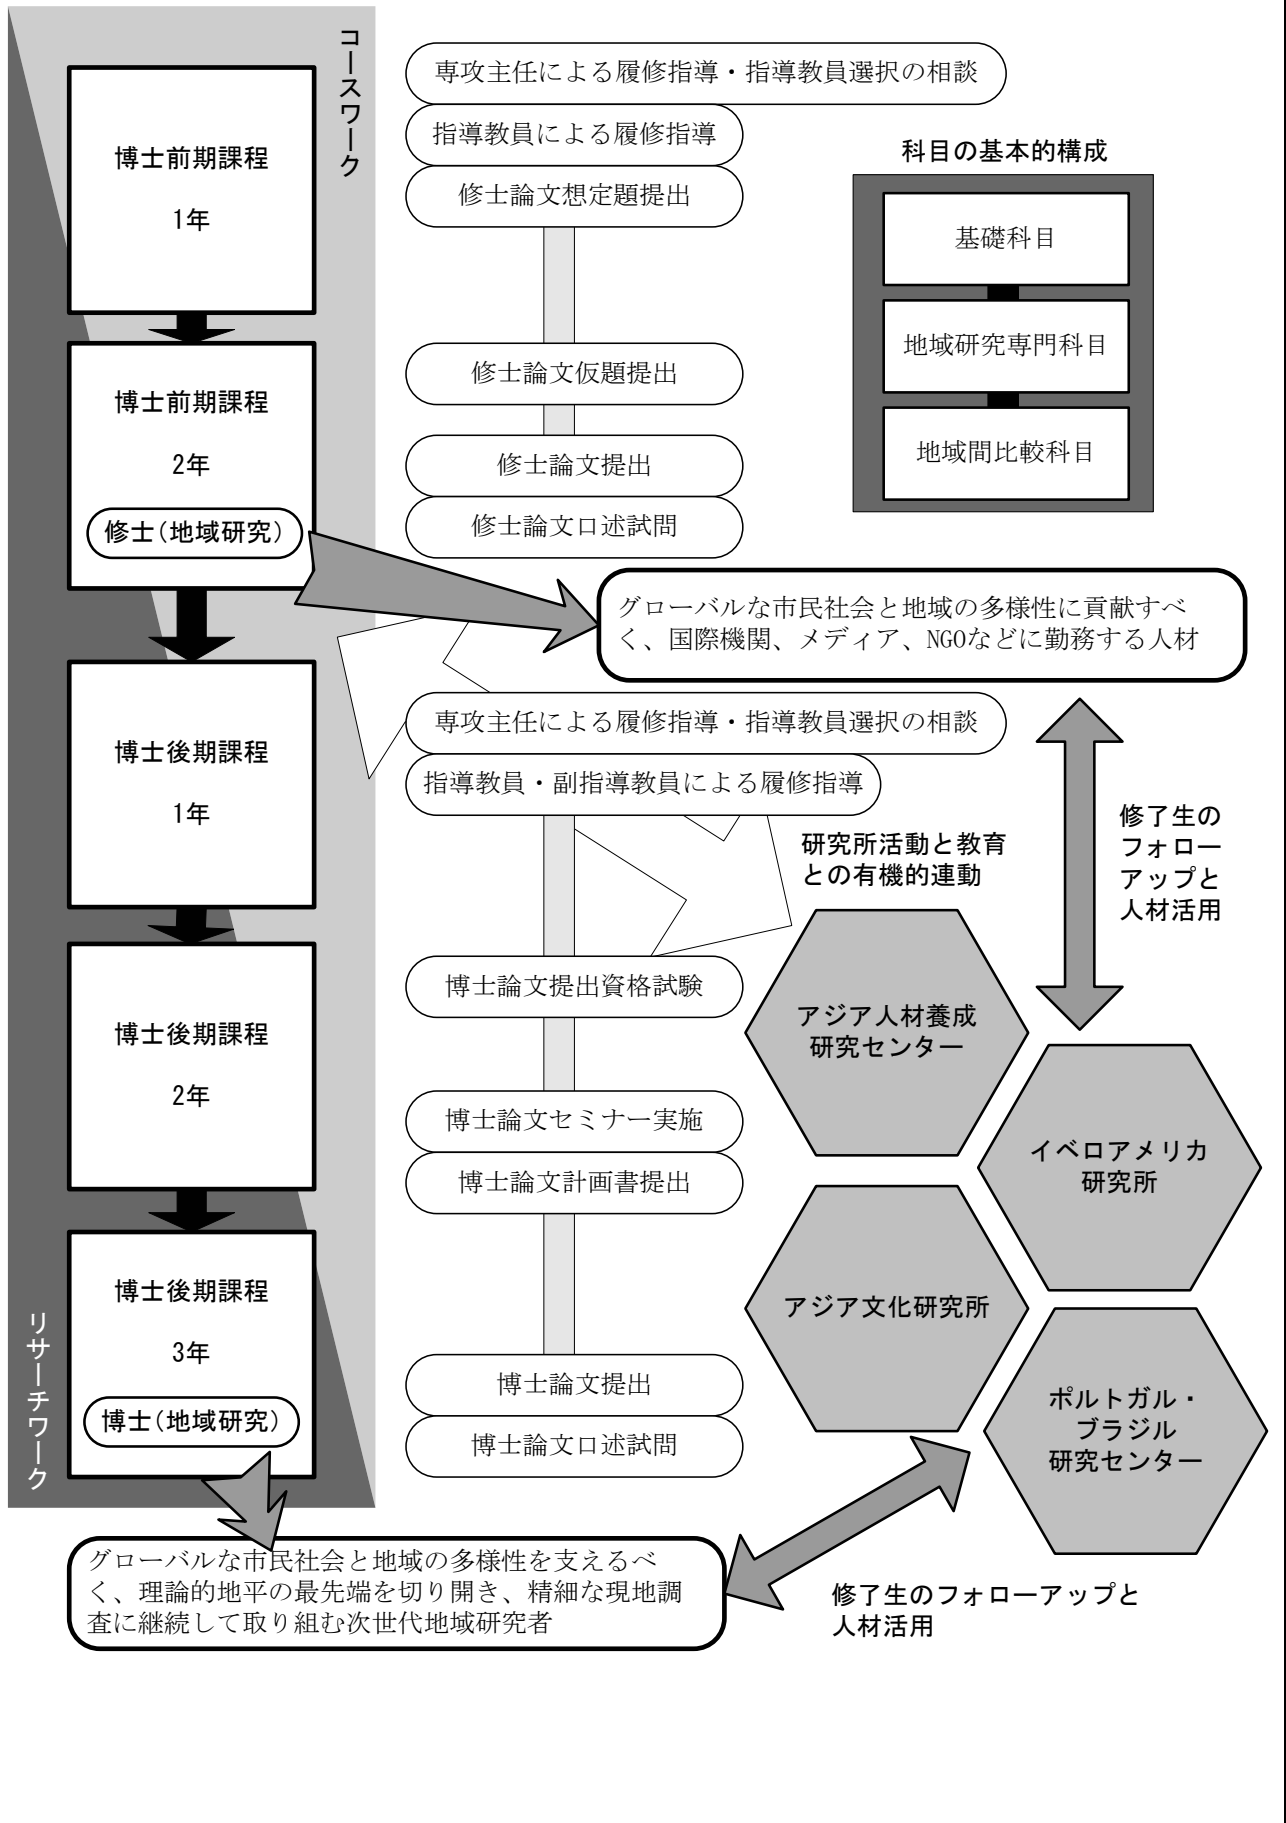 コースワーク
博士前期課程
1年
博士前期課程
2年
修士(地域研究)
博士後期課程
1年
博士後期課程
2年
博士後期課程
3年
博士(地域研究)
リサーチワーク
専攻主任による履修指導・指導教員選択の相談
指導教員による履修指導
修士論文想定題提出
修士論文仮題提出
修士論文提出
修士論文口述試問
科目の基本的構成
基礎科目
地域研究専門科目
地域間比較科目
グローバルな市民社会と地域の多様性に貢献すべ
く、国際機関、メディア、NGOなどに勤務する人材
専攻主任による履修指導・指導教員選択の相談
指導教員・副指導教員による履修指導
博士論文提出資格試験
博士論文セミナー実施
博士論文計画書提出
博士論文提出
博士論文口述試問
修了生の
フォロー
アップと
人材活用
研究所活動と教育
との有機的連動
アジア人材養成
研究センター
イベロアメリカ
研究所
アジア文化研究所
ポルトガル・
ブラジル
研究センター
グローバルな市民社会と地域の多様性を支えるべ
く、理論的地平の最先端を切り開き、精細な現地調
査に継続して取り組む次世代地域研究者
修了生のフォローアップと
人材活用